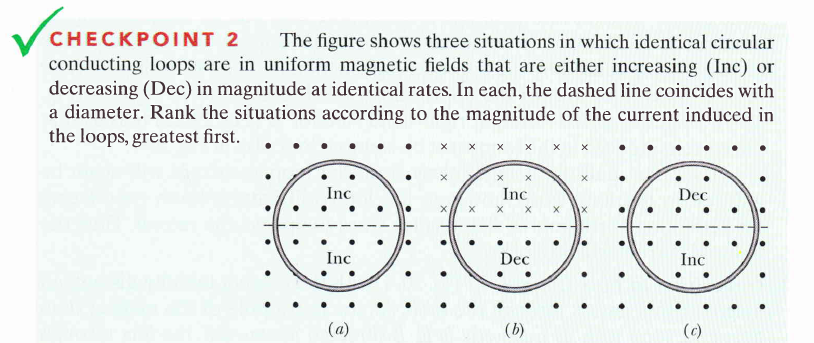 CHECKPOINT 2 The figure shows three situations in which identical circular
conducting loops are in uniform magnetic fields that are either increasing (Inc) or
decreasing (Dec) in magnitude at identical rates. In each, the dashed line coincides with
a diameter. Rank the situations according to the magnitude of the current induced in
the loops, greatest first.
Inc Inc Dec
Inc Dec Inc
(a) (b) (c)